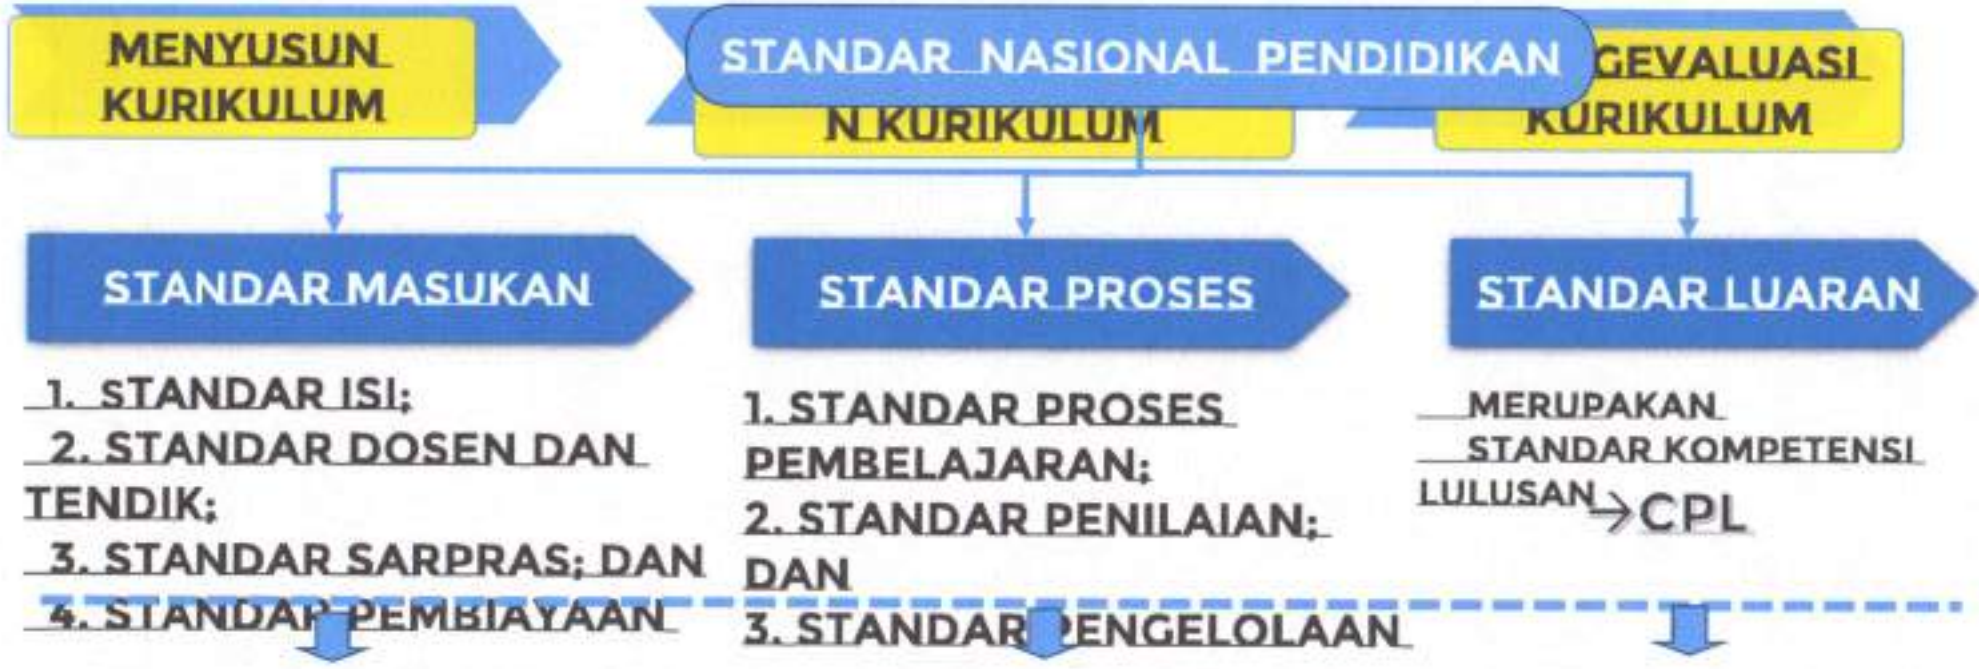 MENYUSUN
KURIKULUM
STANDAR NASIONAL PENDIDIKAN
N KURIKULUM
GEVALUASI
KURIKULUM
STANDAR MASUKAN
1. STANDAR ISI;
2. STANDAR DOSEN DAN
TENDIK;
3. STANDAR SARPRAS; DAN
4. STANDAR PEMBIAYAAN
STANDAR PROSES
1. STANDAR PROSES
PEMBELAJARAN;
2. STANDAR PENILAIAN;
DAN
3. STANDAR PENGELOLAAN
STANDAR LUARAN
MERUPAKAN
STANDAR KOMPETENSI
LULUSAN → CPL